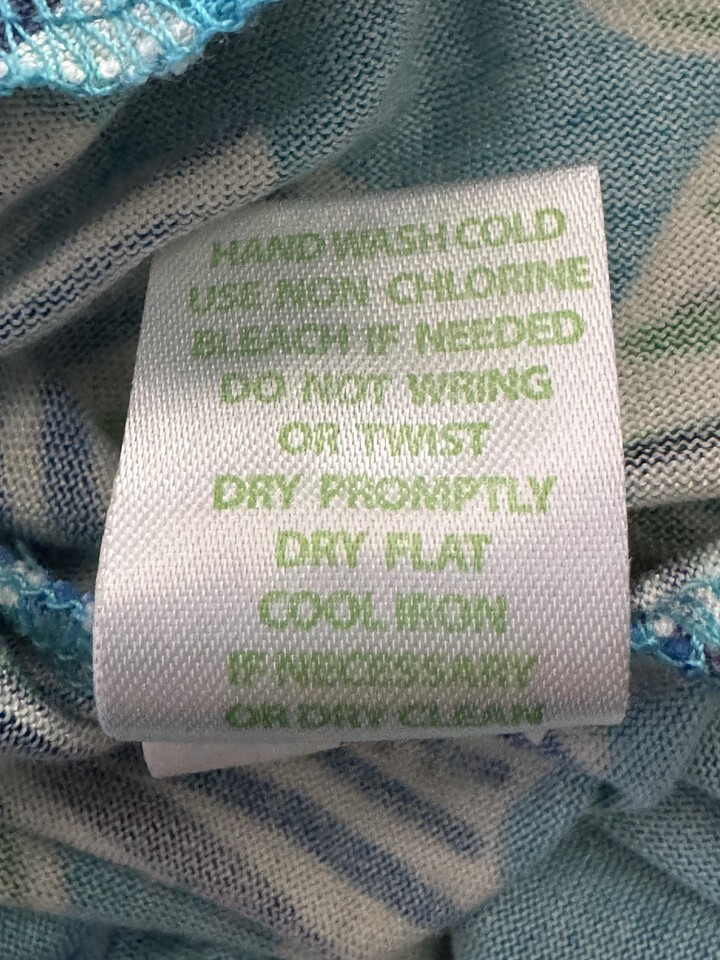 HAND WASH COLD
USE NON CHLORINE
BLEACH IF NEEDED
DO NOT WRING
OR TWIST
DRY PROMPTLY
DRY FLAT
COOL IRON
IF NECESSARY
OR DRY CLEAN